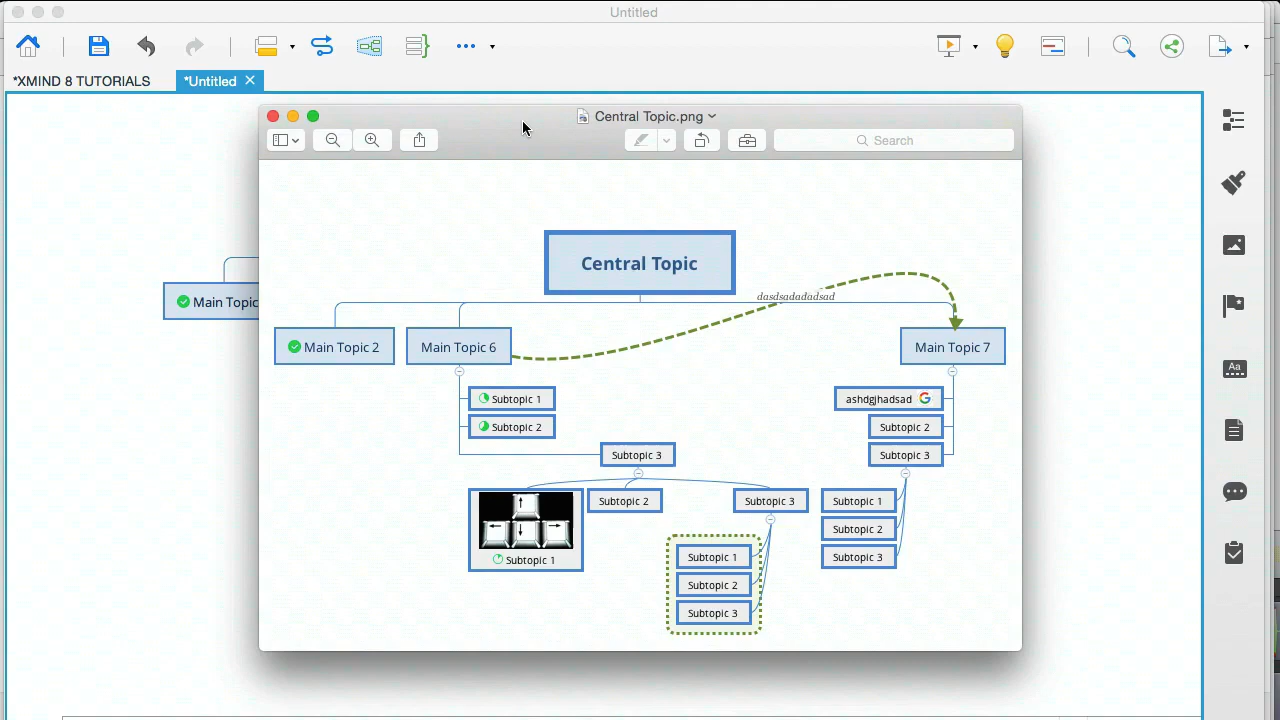 Untitled
*XMIND 8 TUTORIALS
*Untitled
Central Topic.png
Search
Main Topic
Central Topic
dasdsadadadsad
Main Topic 2
Main Topic 6
Main Topic 7
Subtopic 1
Subtopic 2
Subtopic 3
ashdgjhadsad
Subtopic 2
Subtopic 3
Subtopic 1
Subtopic 2
Subtopic 3
Subtopic 1
Subtopic 2
Subtopic 3
Subtopic 1
Subtopic 2
Subtopic 3
Aa